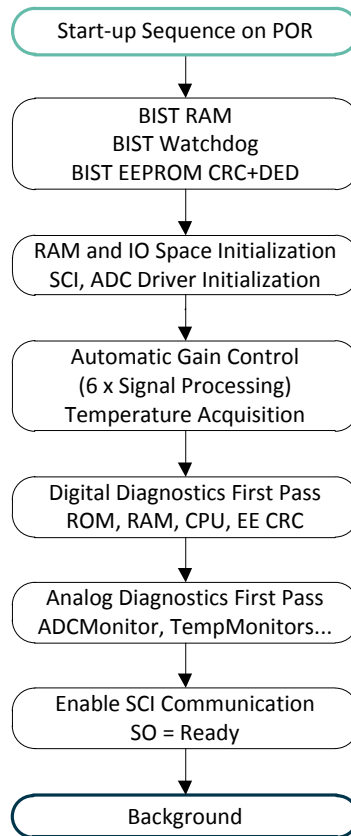 Start-up Sequence on POR
BIST RAM
BIST Watchdog
BIST EEPROM CRC+DED
RAM and IO Space Initialization
SCI, ADC Driver Initialization
Automatic Gain Control
(6 x Signal Processing)
Temperature Acquisition
Digital Diagnostics First Pass
ROM, RAM, CPU, EE CRC
Analog Diagnostics First Pass
ADCMonitor, TempMonitors...
Enable SCI Communication
SO = Ready
Background